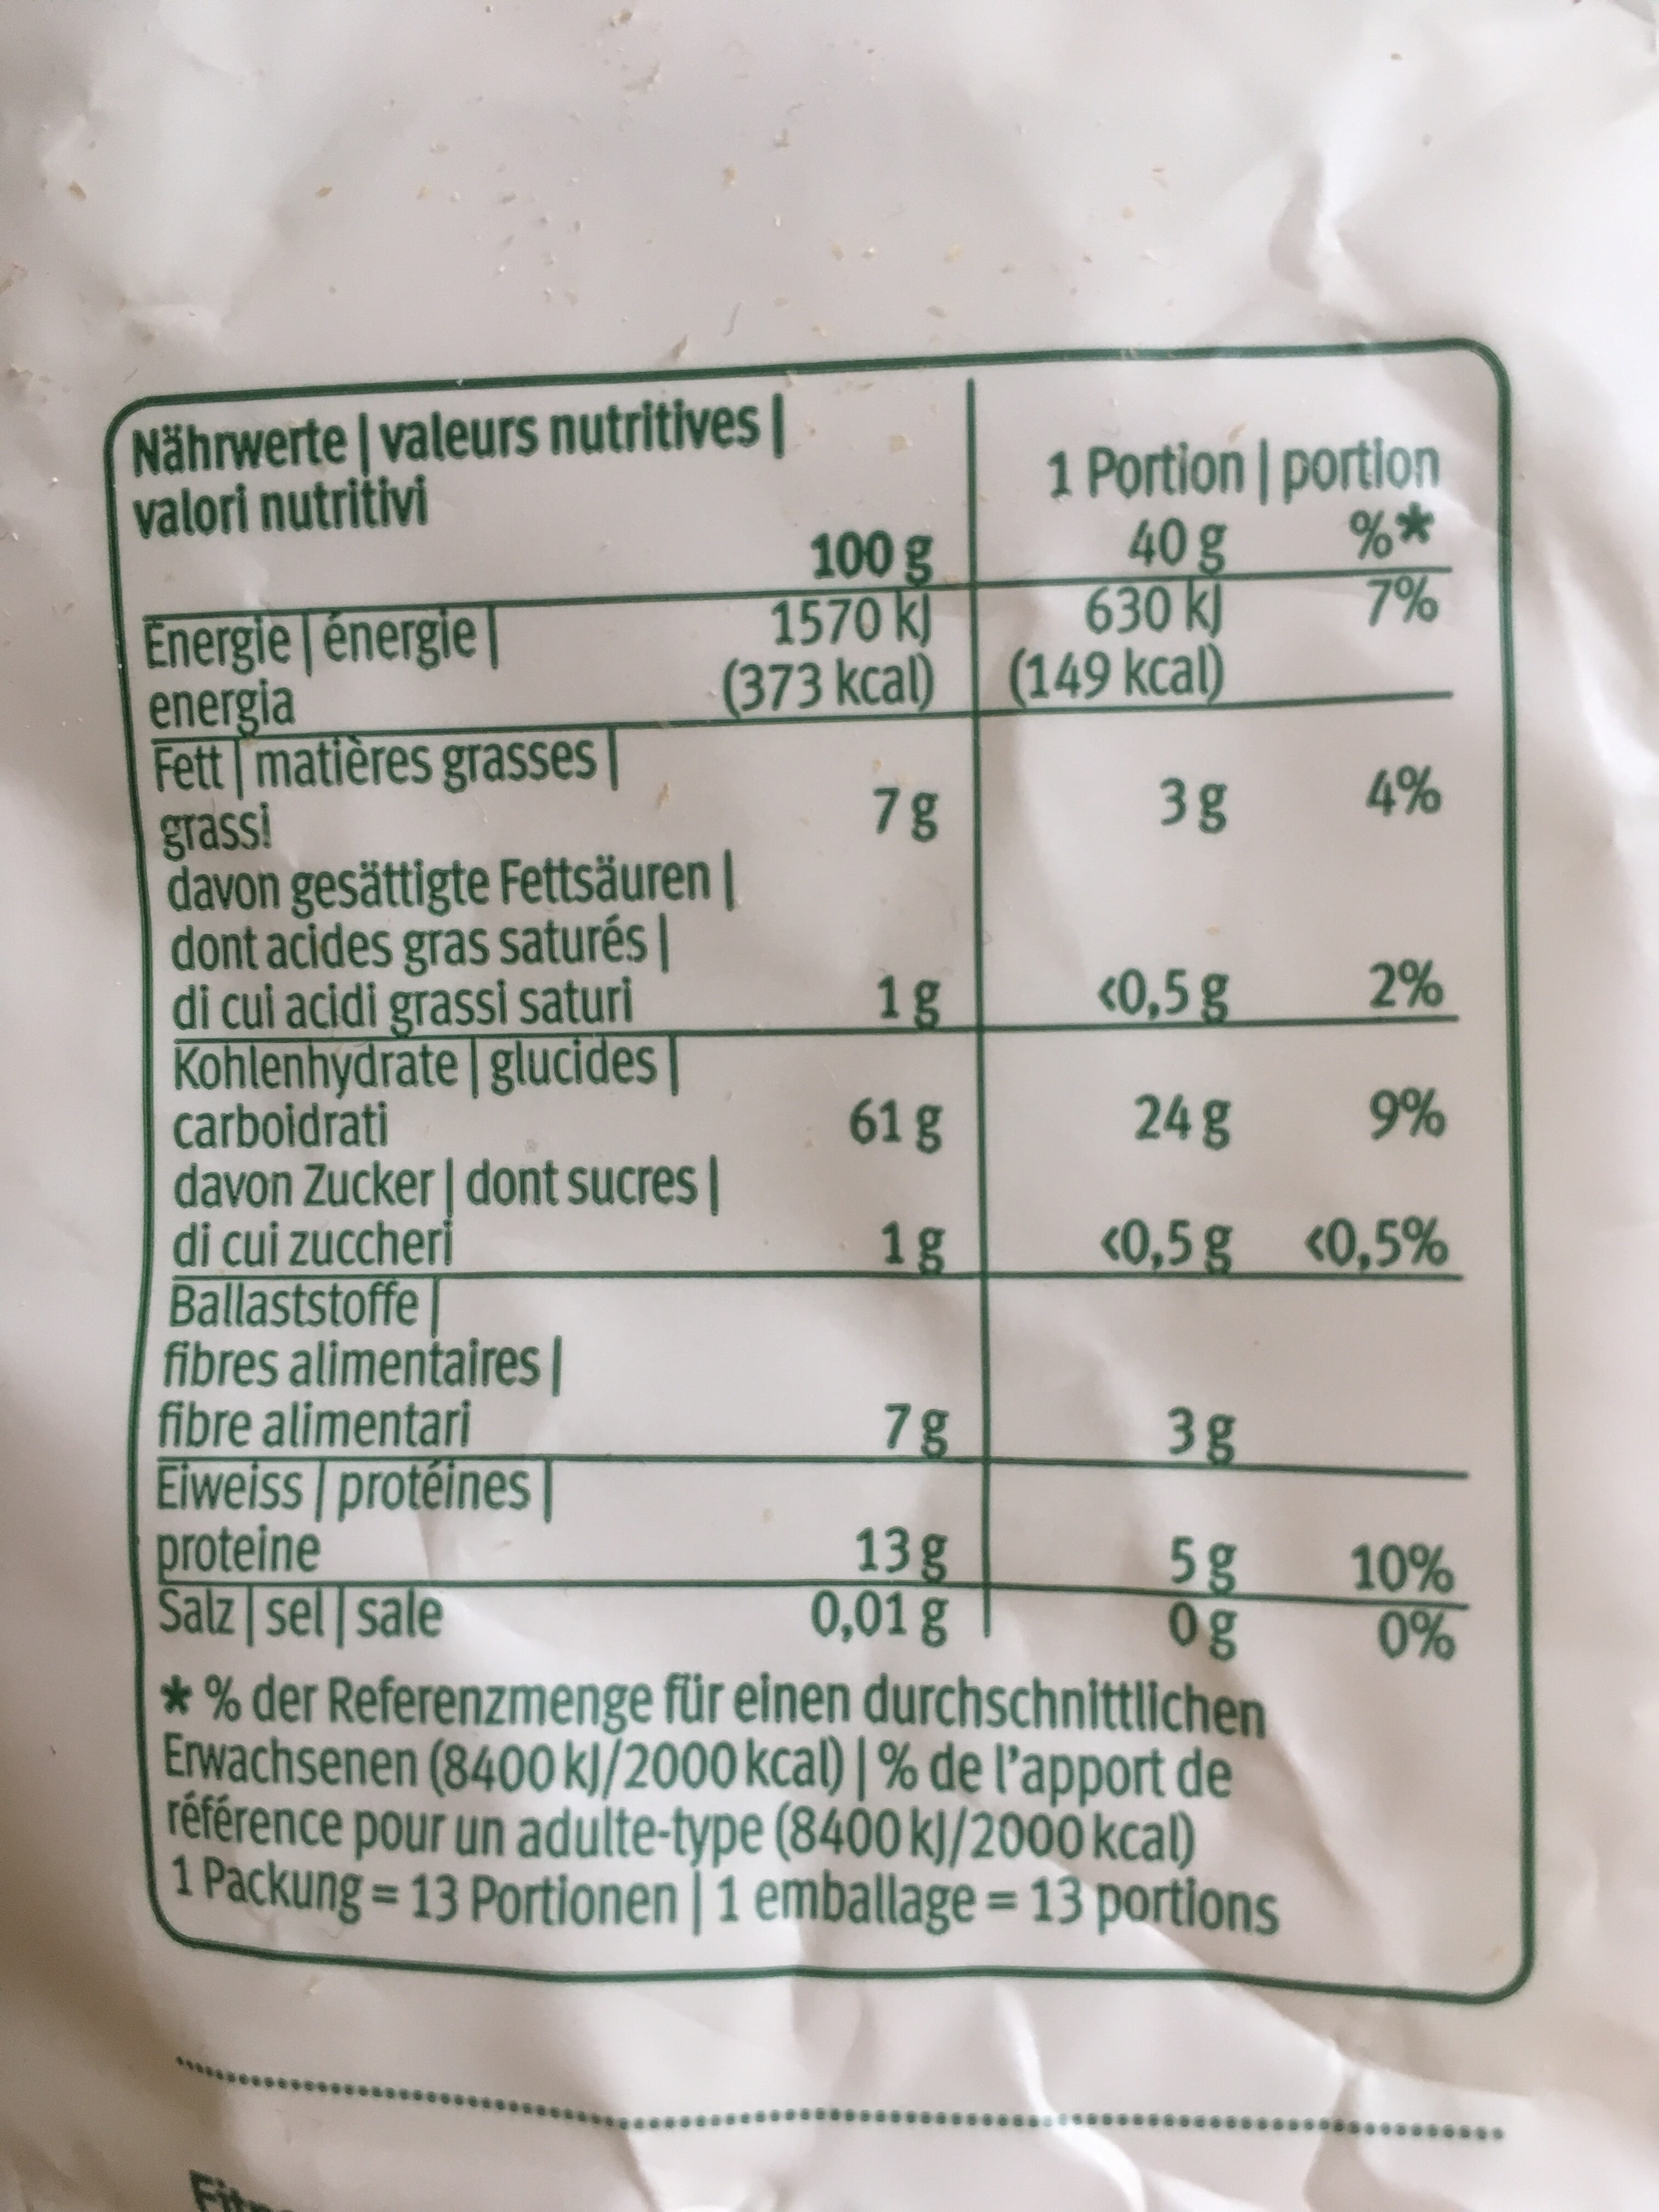 Nährwerte | valeurs nutritives |
valori nutritivi
1 Portion | portion
100 g 40 g %*
Energie | énergie | 1570 kJ 630 kJ 7%
energia (373 kcal) (149 kcal)
Fett | matières grasses |
grassi 7 g 3 g 4%
davon gesättigte Fettsäuren |
dont acides gras saturés |
di cui acidi grassi saturi 1 g <0,5 g 2%
Kohlenhydrate | glucides |
carboidrati 61 g 24 g 9%
davon Zucker | dont sucres |
di cui zuccheri 1 g <0,5 g <0,5%
Ballaststoffe |
fibres alimentaires |
fibre alimentari 7 g 3 g
Eiweiss | protéines |
proteine 13 g 5 g 10%
Salz | sel | sale 0,01 g 0 g 0%
* % der Referenzmenge für einen durchschnittlichen
Erwachsenen (8400 kJ/2000 kcal) | % de l'apport de
référence pour un adulte-type (8400 kJ/2000 kcal)
1 Packung = 13 Portionen | 1 emballage = 13 portions